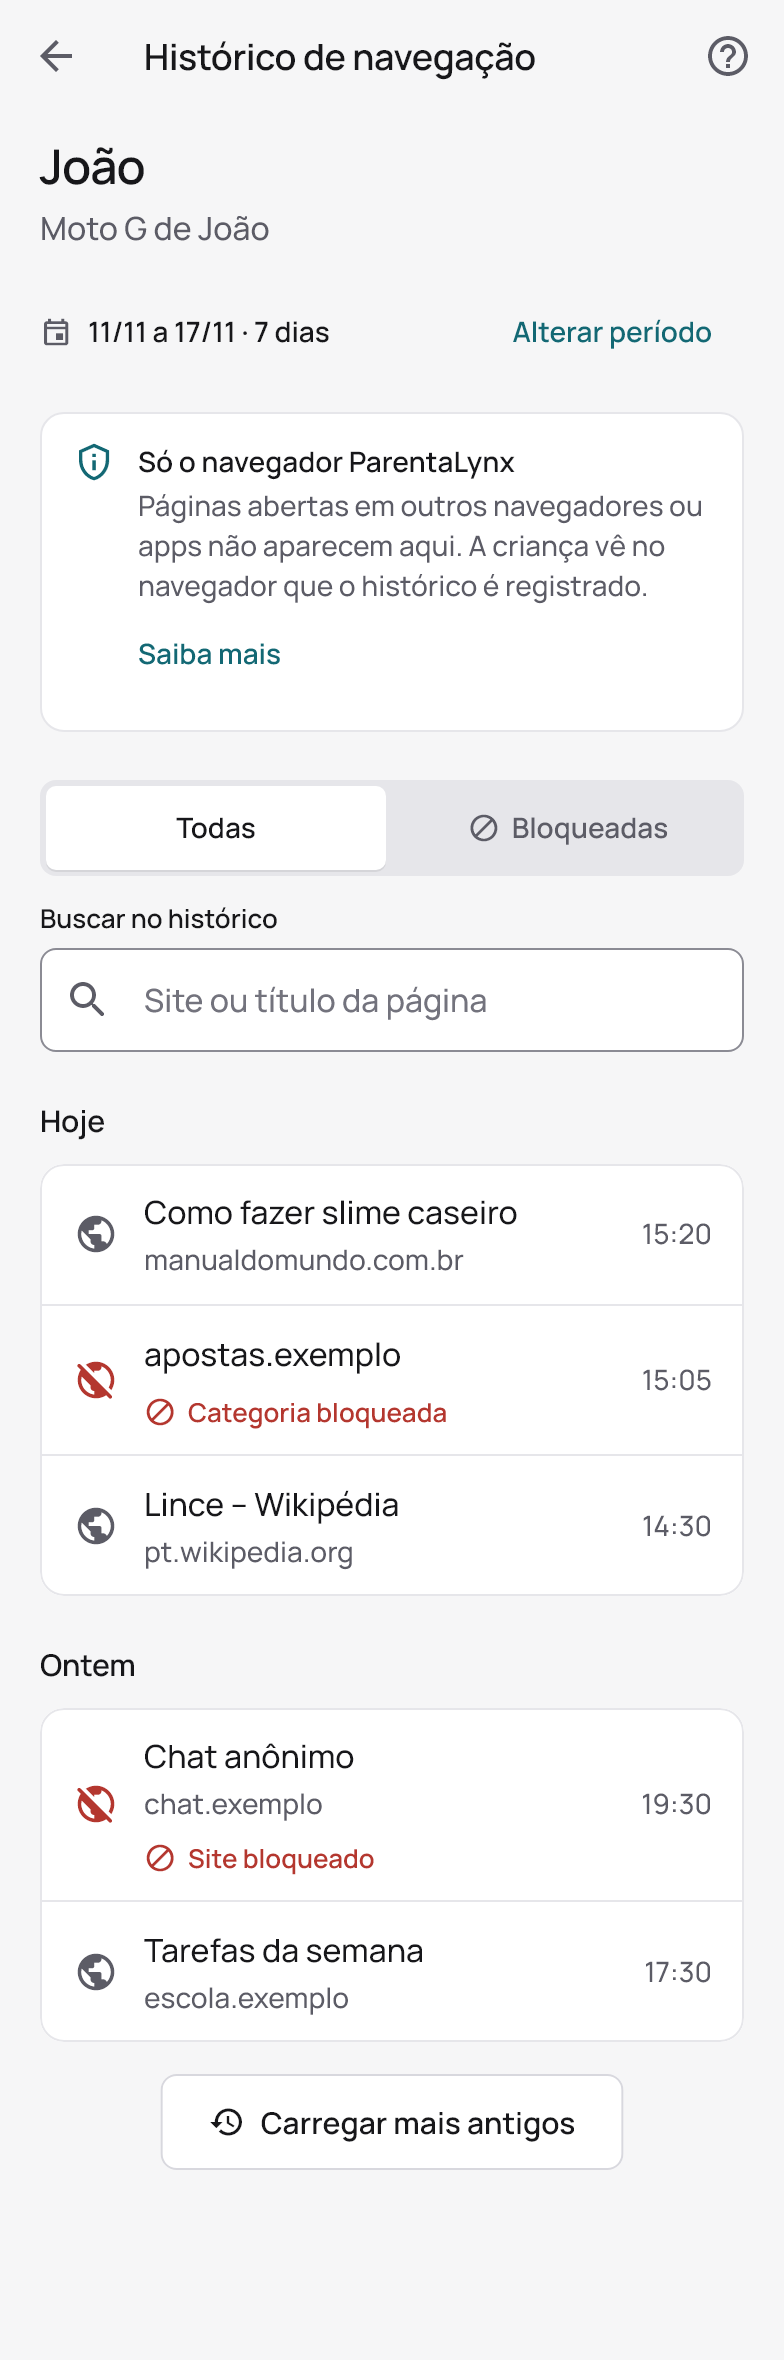 Histórico de navegação
João
Moto G de João
11/11 a 17/11 · 7 dias
Alterar período
Só o navegador ParentaLynx
Páginas abertas em outros navegadores ou
apps não aparecem aqui. A criança vê no
navegador que o histórico é registrado.
Saiba mais
Todas
Bloqueadas
Buscar no histórico
Site ou título da página
Hoje
Como fazer slime caseiro
manualdomundo.com.br
15:20
apostas.exemplo
Categoria bloqueada
15:05
Lince – Wikipédia
pt.wikipedia.org
14:30
Ontem
Chat anônimo
chat.exemplo
Site bloqueado
19:30
Tarefas da semana
escola.exemplo
17:30
Carregar mais antigos